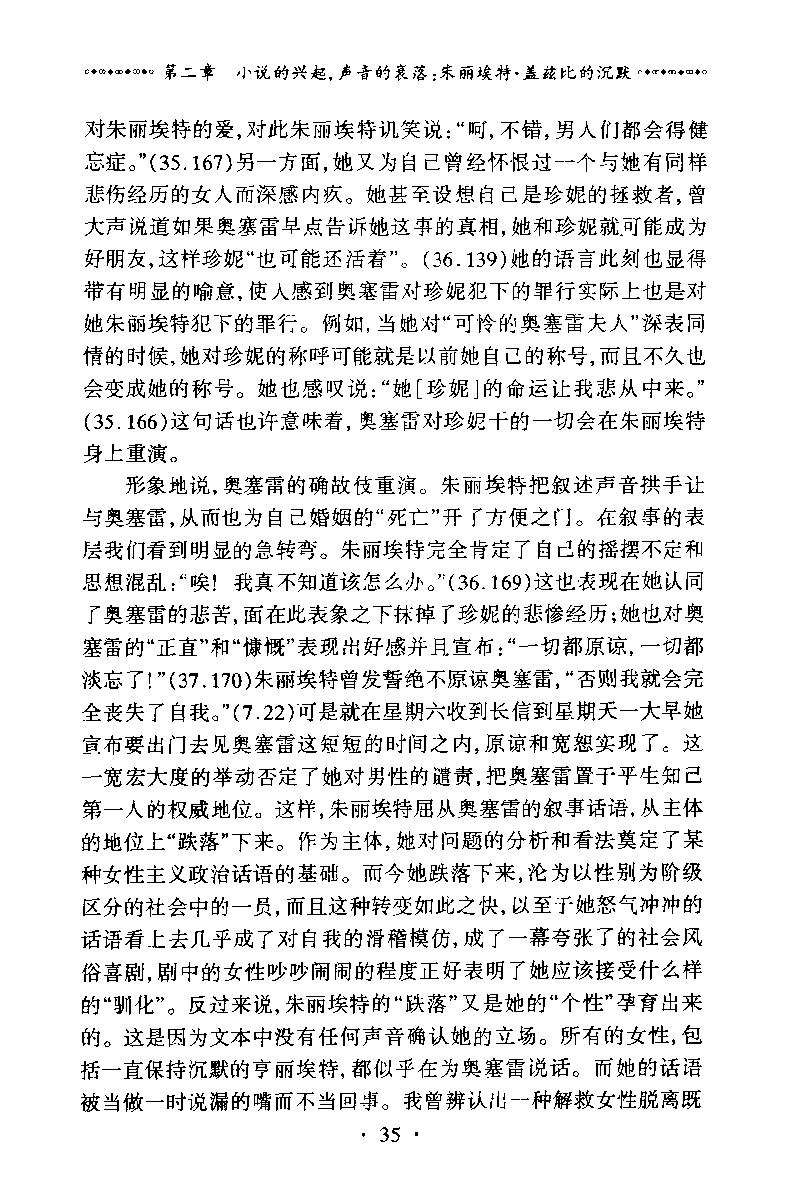 第二章 小说的兴起,声音的衰落:朱丽埃特·盖兹比的沉默
对朱丽埃特的爱,对此朱丽埃特讥笑说:“呵,不错,男人们都会得健
忘症。”(35.167)另一方面,她又为自己曾经怀恨过一个与她有同样
悲伤经历的女人而深感内疚。她甚至设想自己是珍妮的拯救者,曾
大声说道如果奥塞雷早点告诉她这事的真相,她和珍妮就可能成为
好朋友,这样珍妮“也可能还活着”。(36.139)她的语言此刻也显得
带有明显的喻意,使人感到奥塞雷对珍妮犯下的罪行实际上也是对
她朱丽埃特犯下的罪行。例如,当她对“可怜的奥塞雷夫人”深表同
情的时候,她对珍妮的称呼可能就是以前她自己的称号,而且不久也
会变成她的称号。她也感叹说:“她[珍妮]的命运让我悲从中来。”
(35.166)这句话也许意味着,奥塞雷对珍妮干的一切会在朱丽埃特
身上重演。
形象地说,奥塞雷的确故伎重演。朱丽埃特把叙述声音拱手让
与奥塞雷,从而也为自己婚姻的“死亡”开了方便之门。在叙事的表
层我们看到明显的急转弯。朱丽埃特完全肯定了自己的摇摆不定和
思想混乱:“唉!我真不知道该怎么办。”(36.169)这也表现在她认同
了奥塞雷的悲苦,面在此表象之下抹掉了珍妮的悲惨经历;她也对奥
塞雷的“正直”和“慷慨”表现出好感并且宣布:“一切都原谅,一切都
淡忘了!”(37.170)朱丽埃特曾发誓绝不原谅奥塞雷,“否则我就会完
全丧失了自我。”(7.22)可是就在星期六收到长信到星期天一大早她
宣布要出门去见奥塞雷这短短的时间之内,原谅和宽恕实现了。这
一宽宏大度的举动否定了她对男性的谴责,把奥塞雷置于平生知己
第一人的权威地位。这样,朱丽埃特屈从奥塞雷的叙事话语,从主体
的地位上“跌落”下来。作为主体,她对问题的分析和看法奠定了某
种女性主义政治话语的基础。而今她跌落下来,沦为以性别为阶级
区分的社会中的一员,而且这种转变如此之快,以至于她怒气冲冲的
话语看上去几乎成了对自我的滑稽模仿,成了一幕夸张了的社会风
俗喜剧,剧中的女性吵吵闹闹的程度正好表明了她应该接受什么样
的“驯化”。反过来说,朱丽埃特的“跌落”又是她的“个性”孕育出来
的。这是因为文本中没有任何声音确认她的立场。所有的女性,包
括一直保持沉默的亨丽埃特,都似乎在为奥塞雷说话。而她的话语
被当做一时说漏的嘴而不当回事。我曾辨认出一种解救女性脱离既
· 35 ·